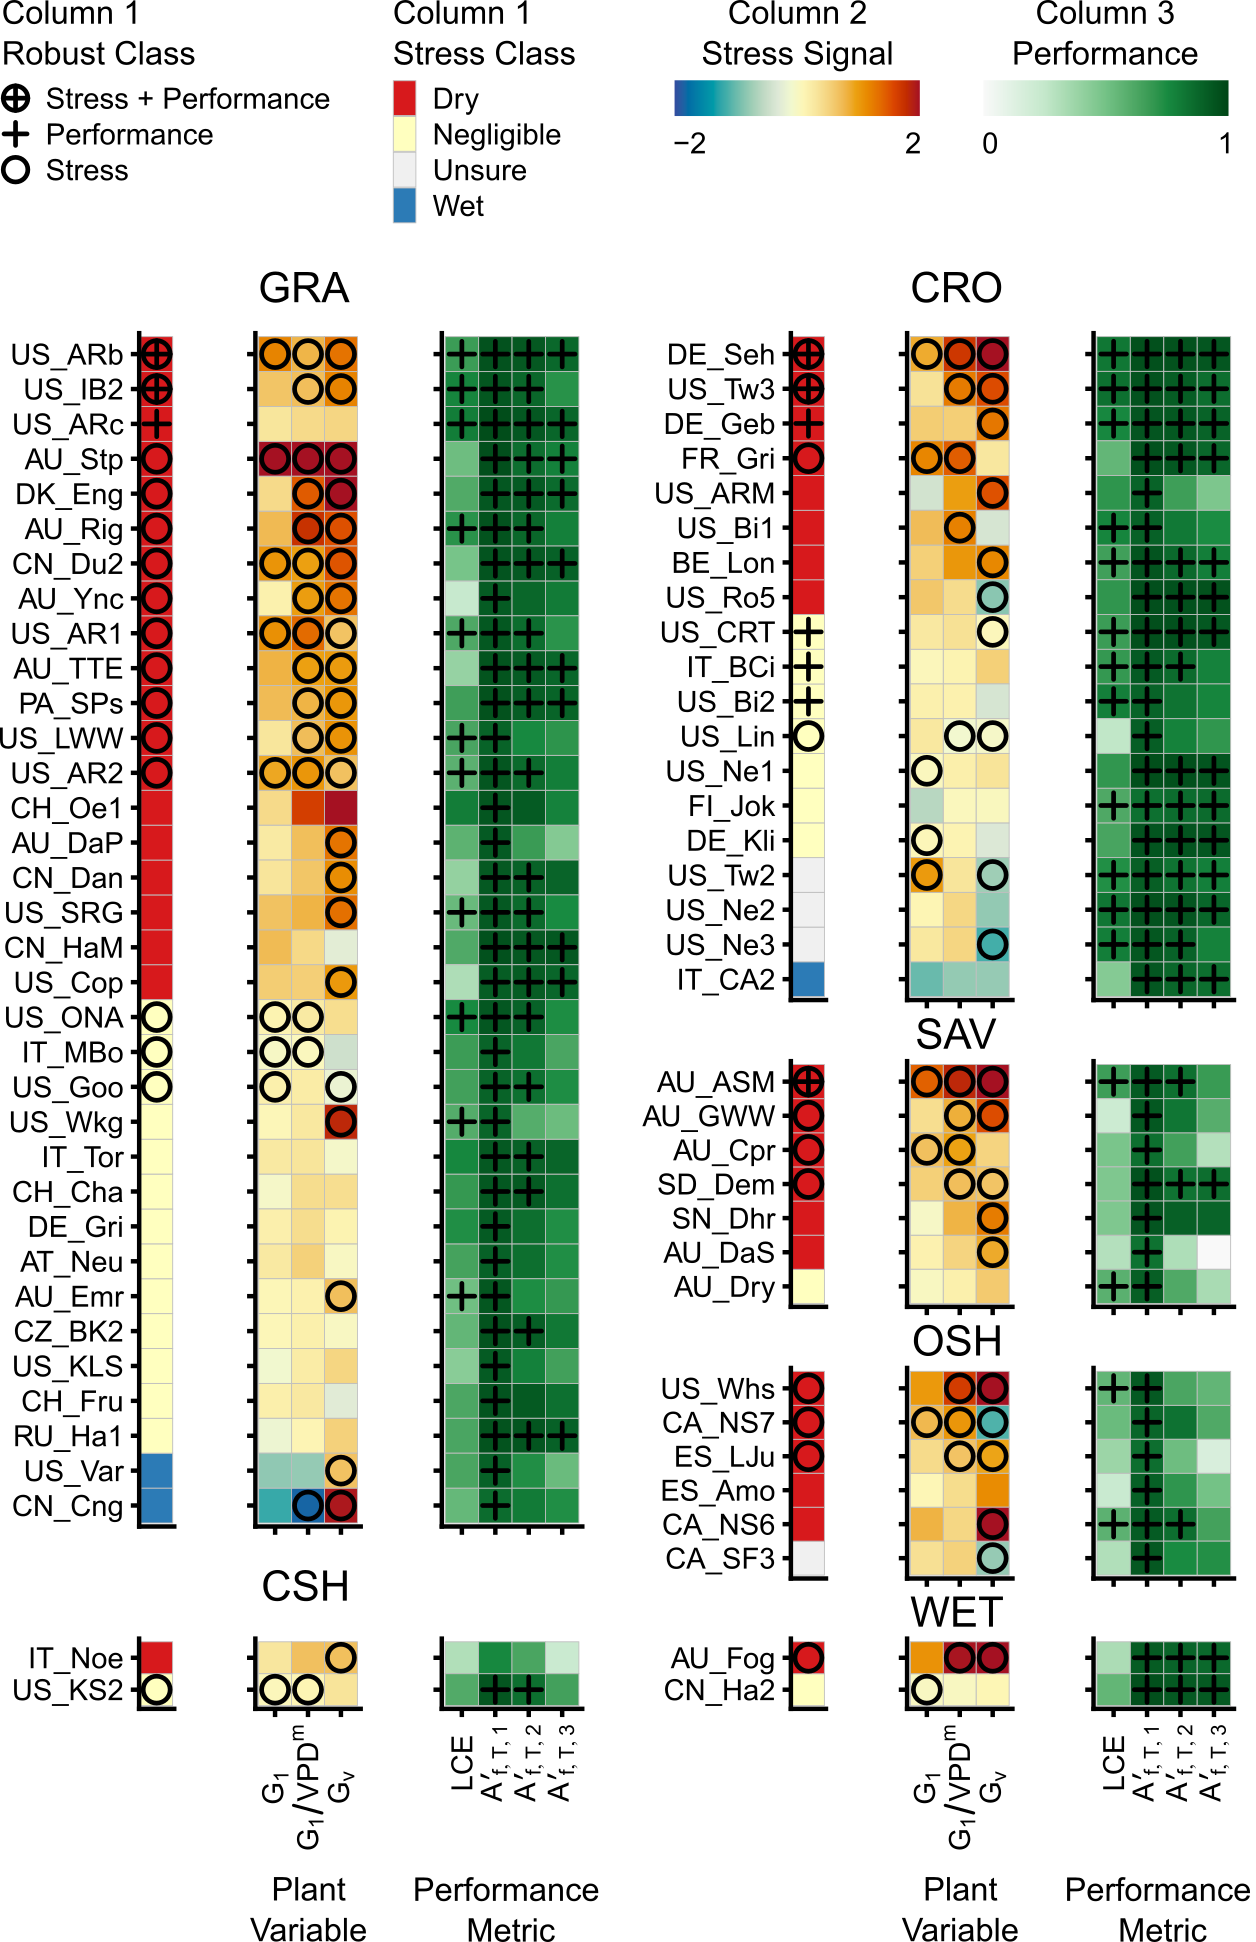 Column 1
Robust Class
Stress + Performance
Performance
Stress
Column 1
Stress Class
Dry
Negligible
Unsure
Wet
Column 2
Stress Signal
−2 2
Column 3
Performance
0 1
GRA
US_ARb
US_IB2
US_ARc
AU_Stp
DK_Eng
AU_Rig
CN_Du2
AU_Ync
US_AR1
AU_TTE
PA_SPs
US_LWW
US_AR2
CH_Oe1
AU_DaP
CN_Dan
US_SRG
CN_HaM
US_Cop
US_ONA
IT_MBo
US_Goo
US_Wkg
IT_Tor
CH_Cha
DE_Gri
AT_Neu
AU_Emr
CZ_BK2
US_KLS
CH_Fru
RU_Ha1
US_Var
CN_Cng
CSH
IT_Noe
US_KS2
G1
G1/VPDm
Gv
LCE
A′f, T, 1
A′f, T, 2
A′f, T, 3
Plant
Variable
Performance
Metric
CRO
DE_Seh
US_Tw3
DE_Geb
FR_Gri
US_ARM
US_Bi1
BE_Lon
US_Ro5
US_CRT
IT_BCi
US_Bi2
US_Lin
US_Ne1
FI_Jok
DE_Kli
US_Tw2
US_Ne2
US_Ne3
IT_CA2
SAV
AU_ASM
AU_GWW
AU_Cpr
SD_Dem
SN_Dhr
AU_DaS
AU_Dry
OSH
US_Whs
CA_NS7
ES_LJu
ES_Amo
CA_NS6
CA_SF3
WET
AU_Fog
CN_Ha2
G1
G1/VPDm
Gv
LCE
A′f, T, 1
A′f, T, 2
A′f, T, 3
Plant
Variable
Performance
Metric